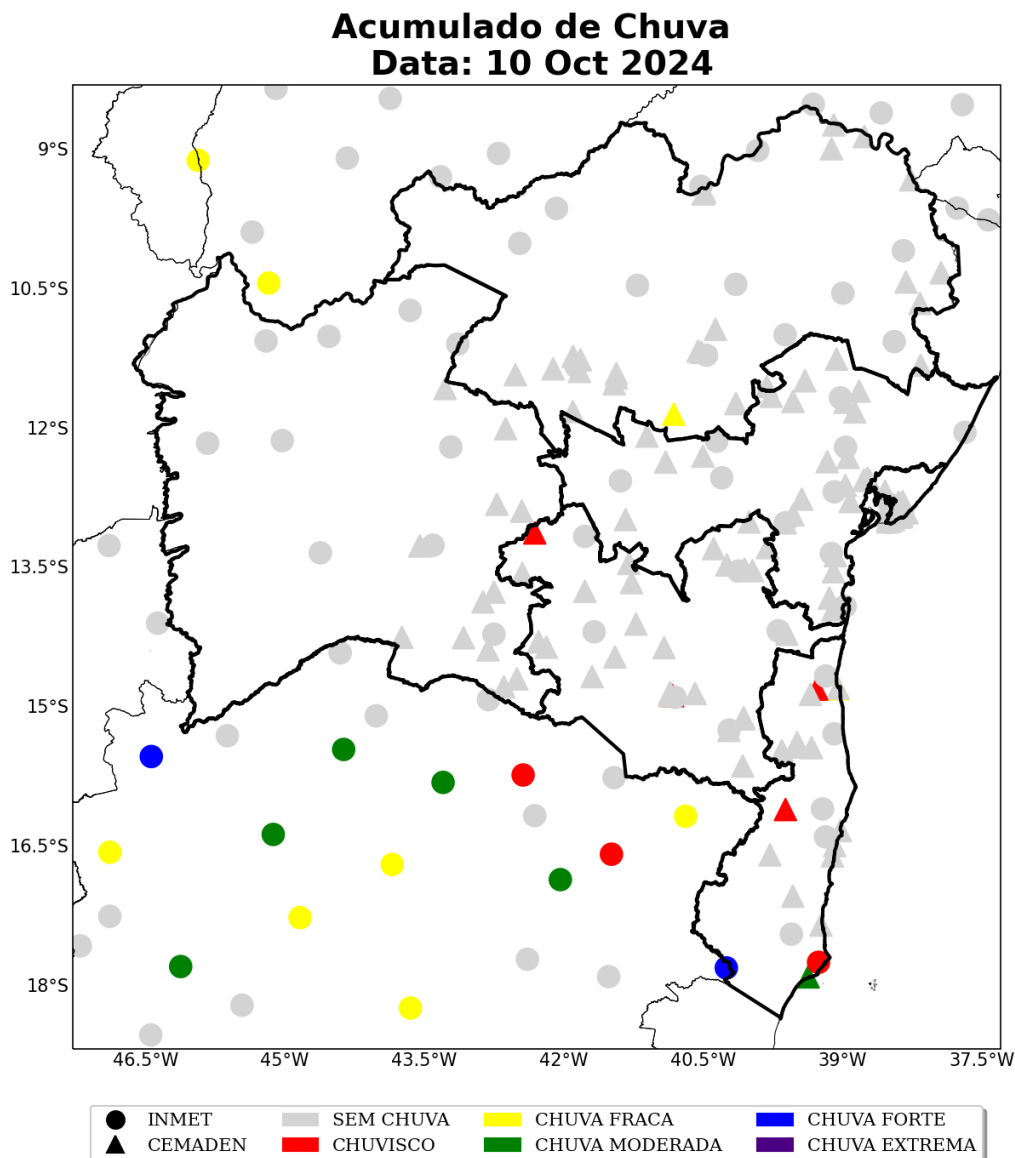 Acumulado de Chuva
Data: 10 Oct 2024
9°S
10.5°S
12°S
13.5°S
15°S
16.5°S
18°S
46.5°W 45°W 43.5°W 42°W 40.5°W 39°W 37.5°W
INMET SEM CHUVA CHUVA FRACA CHUVA FORTE
CEMADEN CHUVISCO CHUVA MODERADA CHUVA EXTREMA